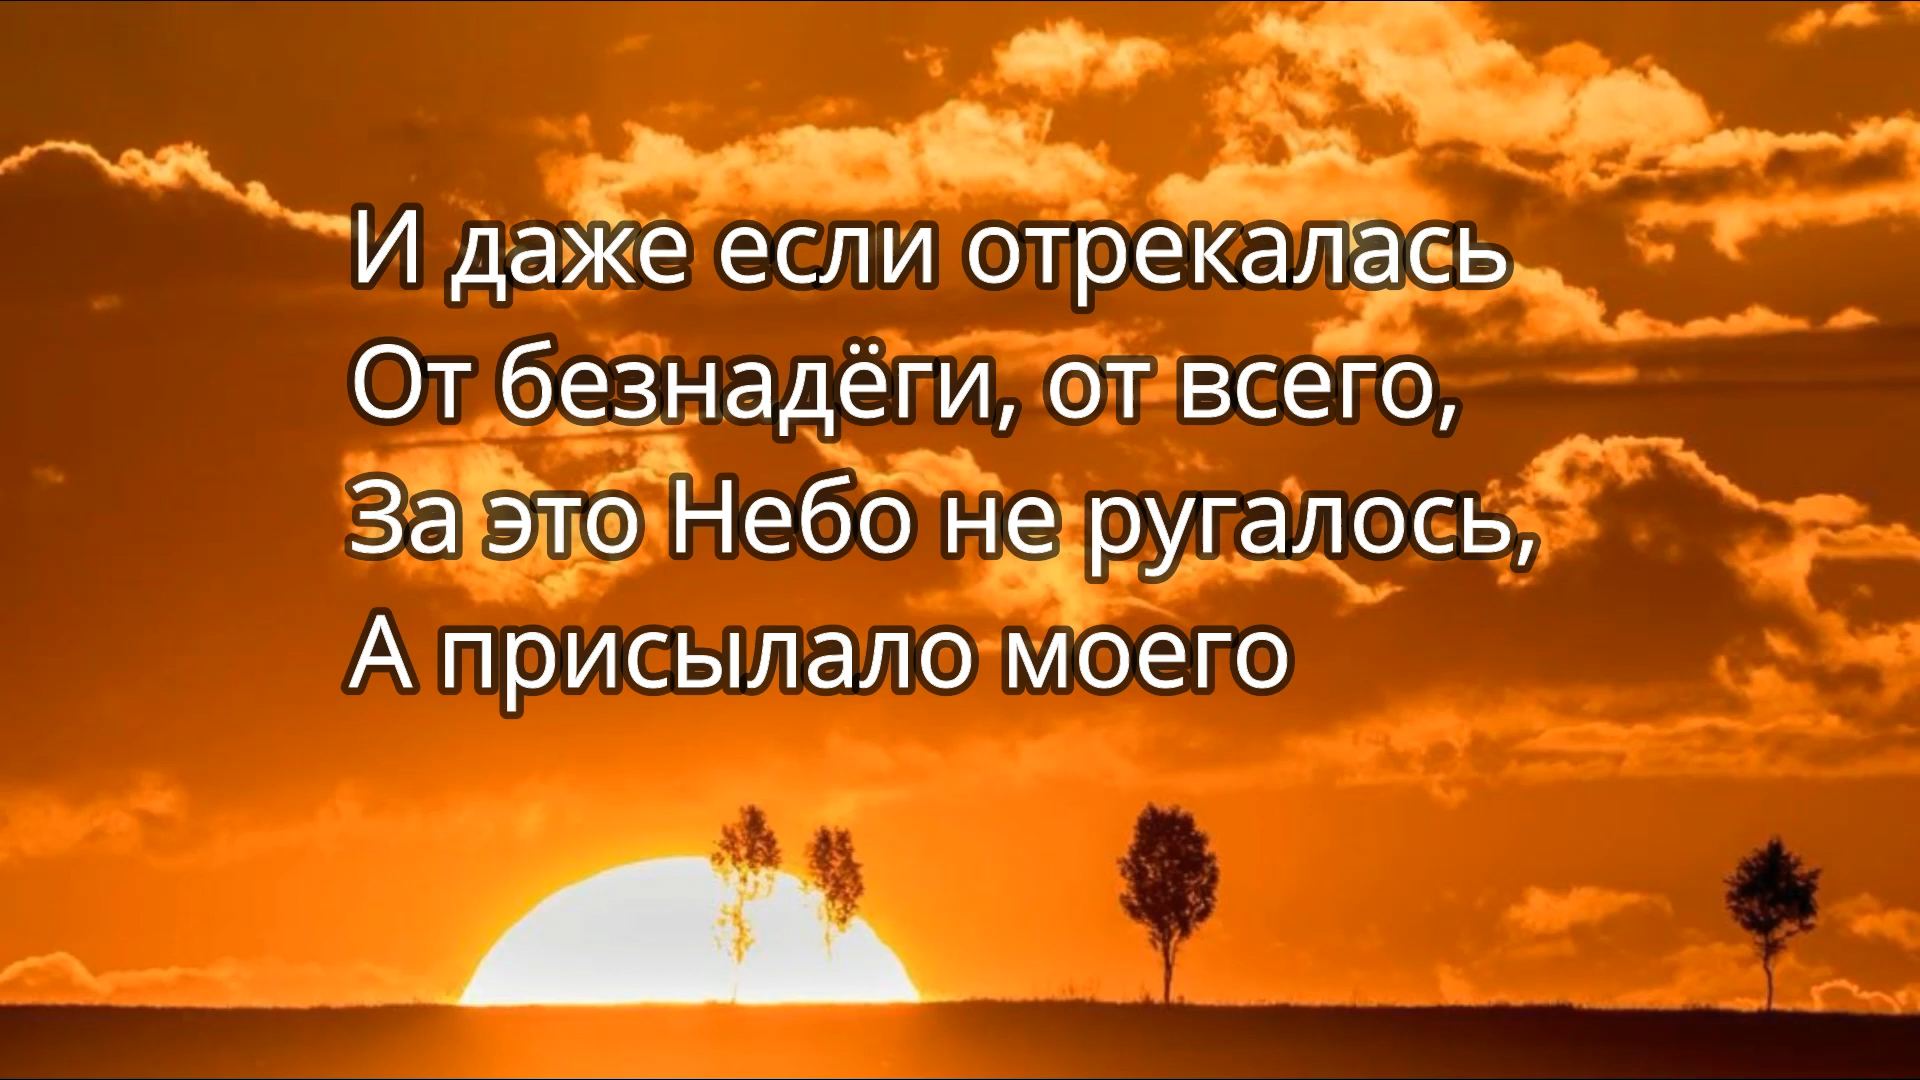 И даже если отрекалась
От безнадёги, от всего,
За это Небо не ругалось,
А присылало моего